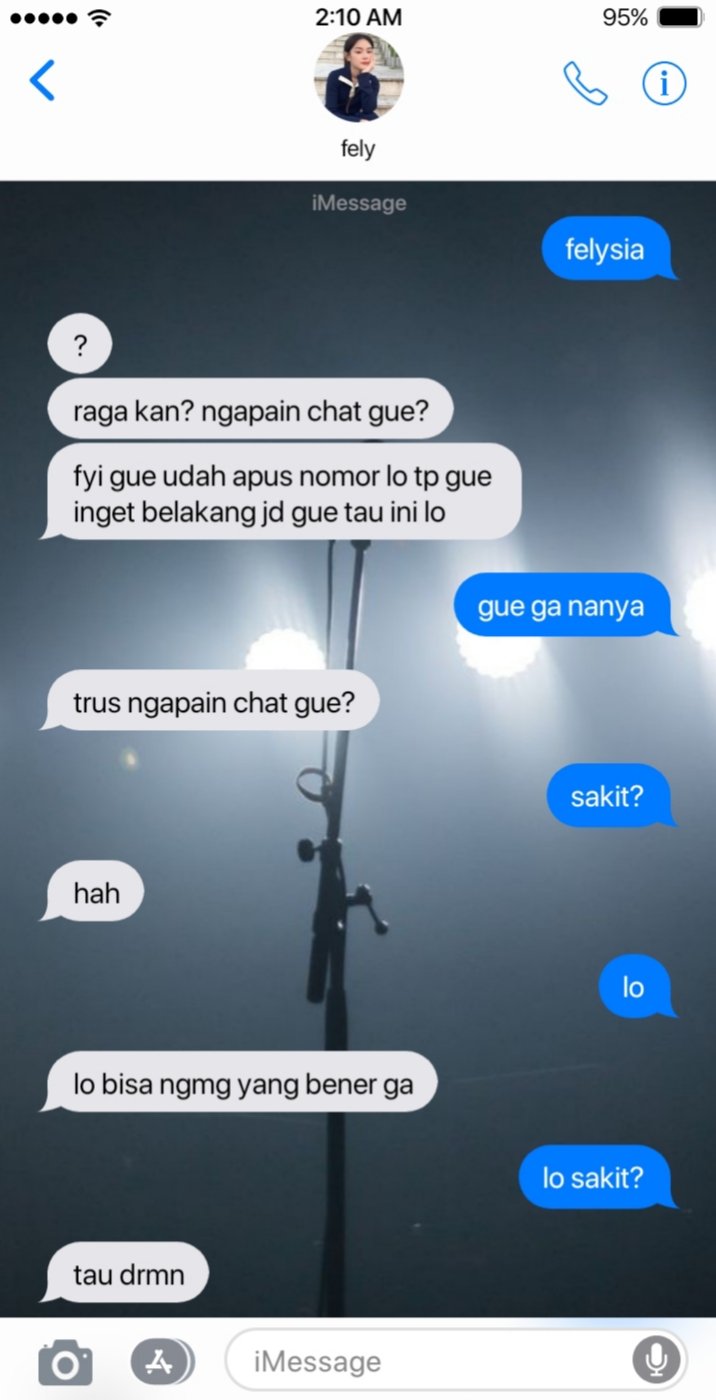 2:10 AM
95%
fely
iMessage
felysia
?
raga kan? ngapain chat gue?
fyi gue udah apus nomor lo tp gue
inget belakang jd gue tau ini lo
gue ga nanya
trus ngapain chat gue?
sakit?
hah
lo
lo bisa ngmg yang bener ga
lo sakit?
tau drmn
iMessage